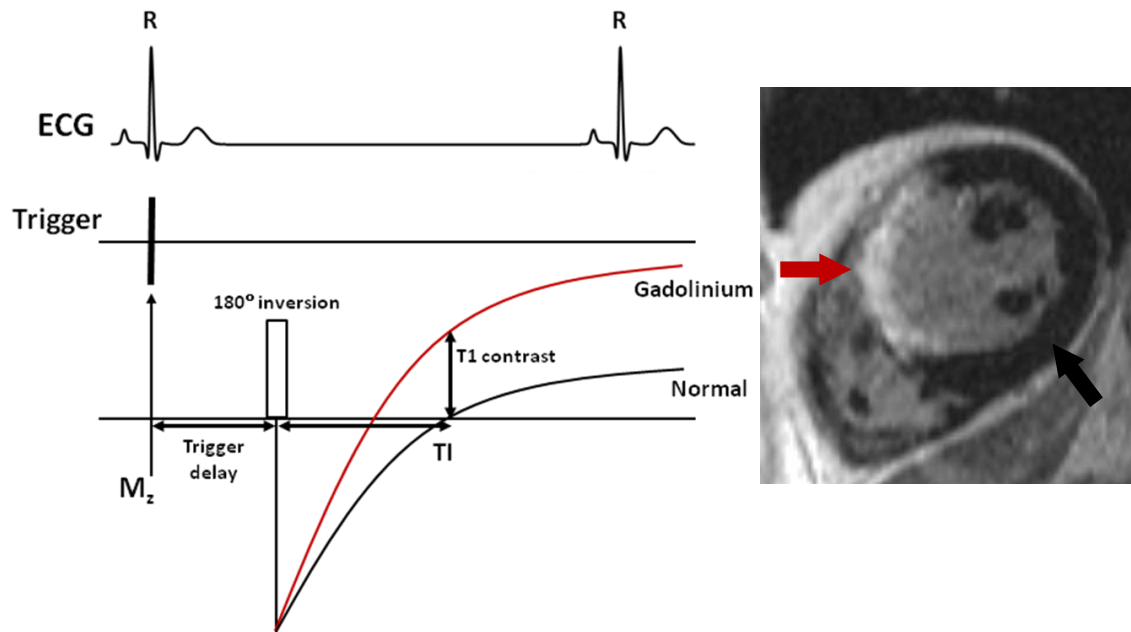 R
R
ECG
Trigger
180° inversion
Gadolinium
T1 contrast
Normal
Trigger
delay
TI
Mz